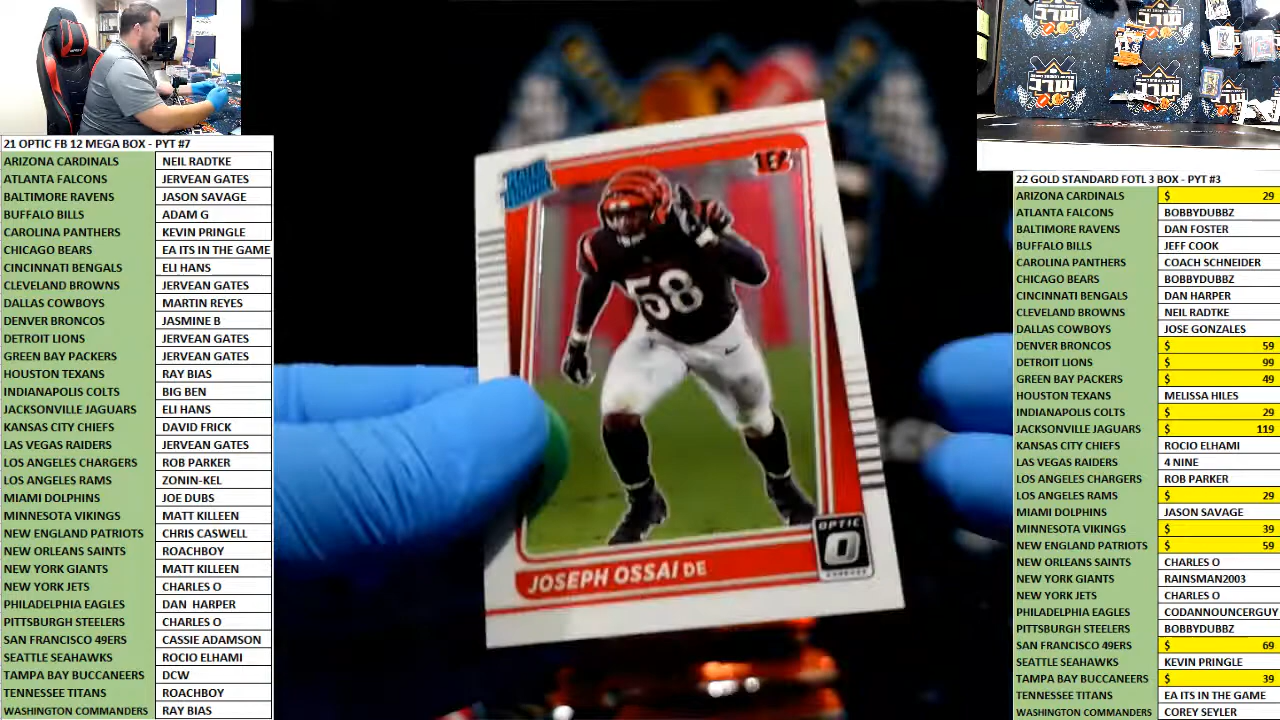 21 OPTIC FB 12 MEGA BOX - PYT #7
ARIZONA CARDINALS NEIL RADTKE
ATLANTA FALCONS JERVEAN GATES
BALTIMORE RAVENS JASON SAVAGE
BUFFALO BILLS ADAM G
CAROLINA PANTHERS KEVIN PRINGLE
CHICAGO BEARS EA ITS IN THE GAME
CINCINNATI BENGALS ELI HANS
CLEVELAND BROWNS JERVEAN GATES
DALLAS COWBOYS MARTIN REYES
DENVER BRONCOS JASMINE B
DETROIT LIONS JERVEAN GATES
GREEN BAY PACKERS JERVEAN GATES
HOUSTON TEXANS RAY BIAS
INDIANAPOLIS COLTS BIG BEN
JACKSONVILLE JAGUARS ELI HANS
KANSAS CITY CHIEFS DAVID FRICK
LAS VEGAS RAIDERS JERVEAN GATES
LOS ANGELES CHARGERS ROB PARKER
LOS ANGELES RAMS ZONIN-KEL
MIAMI DOLPHINS JOE DUBS
MINNESOTA VIKINGS MATT KILLEEN
NEW ENGLAND PATRIOTS CHRIS CASWELL
NEW ORLEANS SAINTS ROACHBOY
NEW YORK GIANTS MATT KILLEEN
NEW YORK JETS CHARLES O
PHILADELPHIA EAGLES DAN HARPER
PITTSBURGH STEELERS CHARLES O
SAN FRANCISCO 49ERS CASSIE ADAMSON
SEATTLE SEAHAWKS ROCIO ELHAMI
TAMPA BAY BUCCANEERS DCW
TENNESSEE TITANS ROACHBOY
WASHINGTON COMMANDERS RAY BIAS
RATED ROOKIE
58
OPTIC
JOSEPH OSSAI DE
22 GOLD STANDARD FOTL 3 BOX - PYT #3
ARIZONA CARDINALS $ 29
ATLANTA FALCONS BOBBYDUBBZ
BALTIMORE RAVENS DAN FOSTER
BUFFALO BILLS JEFF COOK
CAROLINA PANTHERS COACH SCHNEIDER
CHICAGO BEARS BOBBYDUBBZ
CINCINNATI BENGALS DAN HARPER
CLEVELAND BROWNS NEIL RADTKE
DALLAS COWBOYS JOSE GONZALES
DENVER BRONCOS $ 59
DETROIT LIONS $ 99
GREEN BAY PACKERS $ 49
HOUSTON TEXANS MELISSA HILES
INDIANAPOLIS COLTS $ 29
JACKSONVILLE JAGUARS $ 119
KANSAS CITY CHIEFS ROCIO ELHAMI
LAS VEGAS RAIDERS 4 NINE
LOS ANGELES CHARGERS ROB PARKER
LOS ANGELES RAMS $ 29
MIAMI DOLPHINS JASON SAVAGE
MINNESOTA VIKINGS $ 39
NEW ENGLAND PATRIOTS $ 59
NEW ORLEANS SAINTS CHARLES O
NEW YORK GIANTS RAINSMAN2003
NEW YORK JETS CHARLES O
PHILADELPHIA EAGLES CODANNOUNCERGUY
PITTSBURGH STEELERS BOBBYDUBBZ
SAN FRANCISCO 49ERS $ 69
SEATTLE SEAHAWKS KEVIN PRINGLE
TAMPA BAY BUCCANEERS $ 39
TENNESSEE TITANS EA ITS IN THE GAME
WASHINGTON COMMANDERS COREY SEYLER